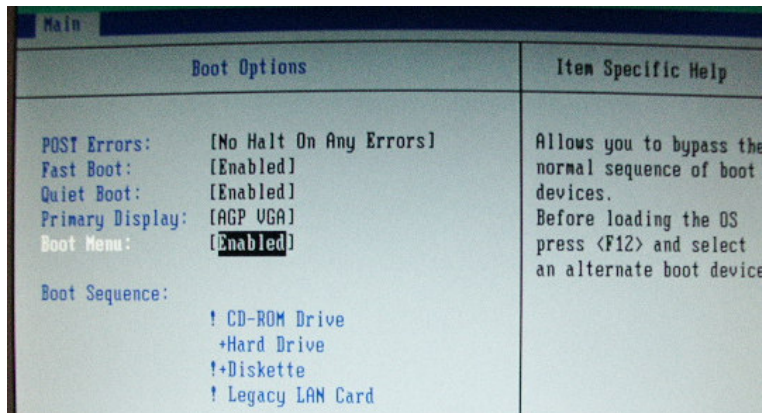 Main
Boot Options
Item Specific Help
POST Errors: [No Halt On Any Errors]
Fast Boot: [Enabled]
Quiet Boot: [Enabled]
Primary Display: [AGP VGA]
Boot Menu: [Enabled]
Boot Sequence:
! CD-ROM Drive
+Hard Drive
!+Diskette
! Legacy LAN Card
Allows you to bypass the
normal sequence of boot
devices.
Before loading the OS
press <F12> and select
an alternate boot device